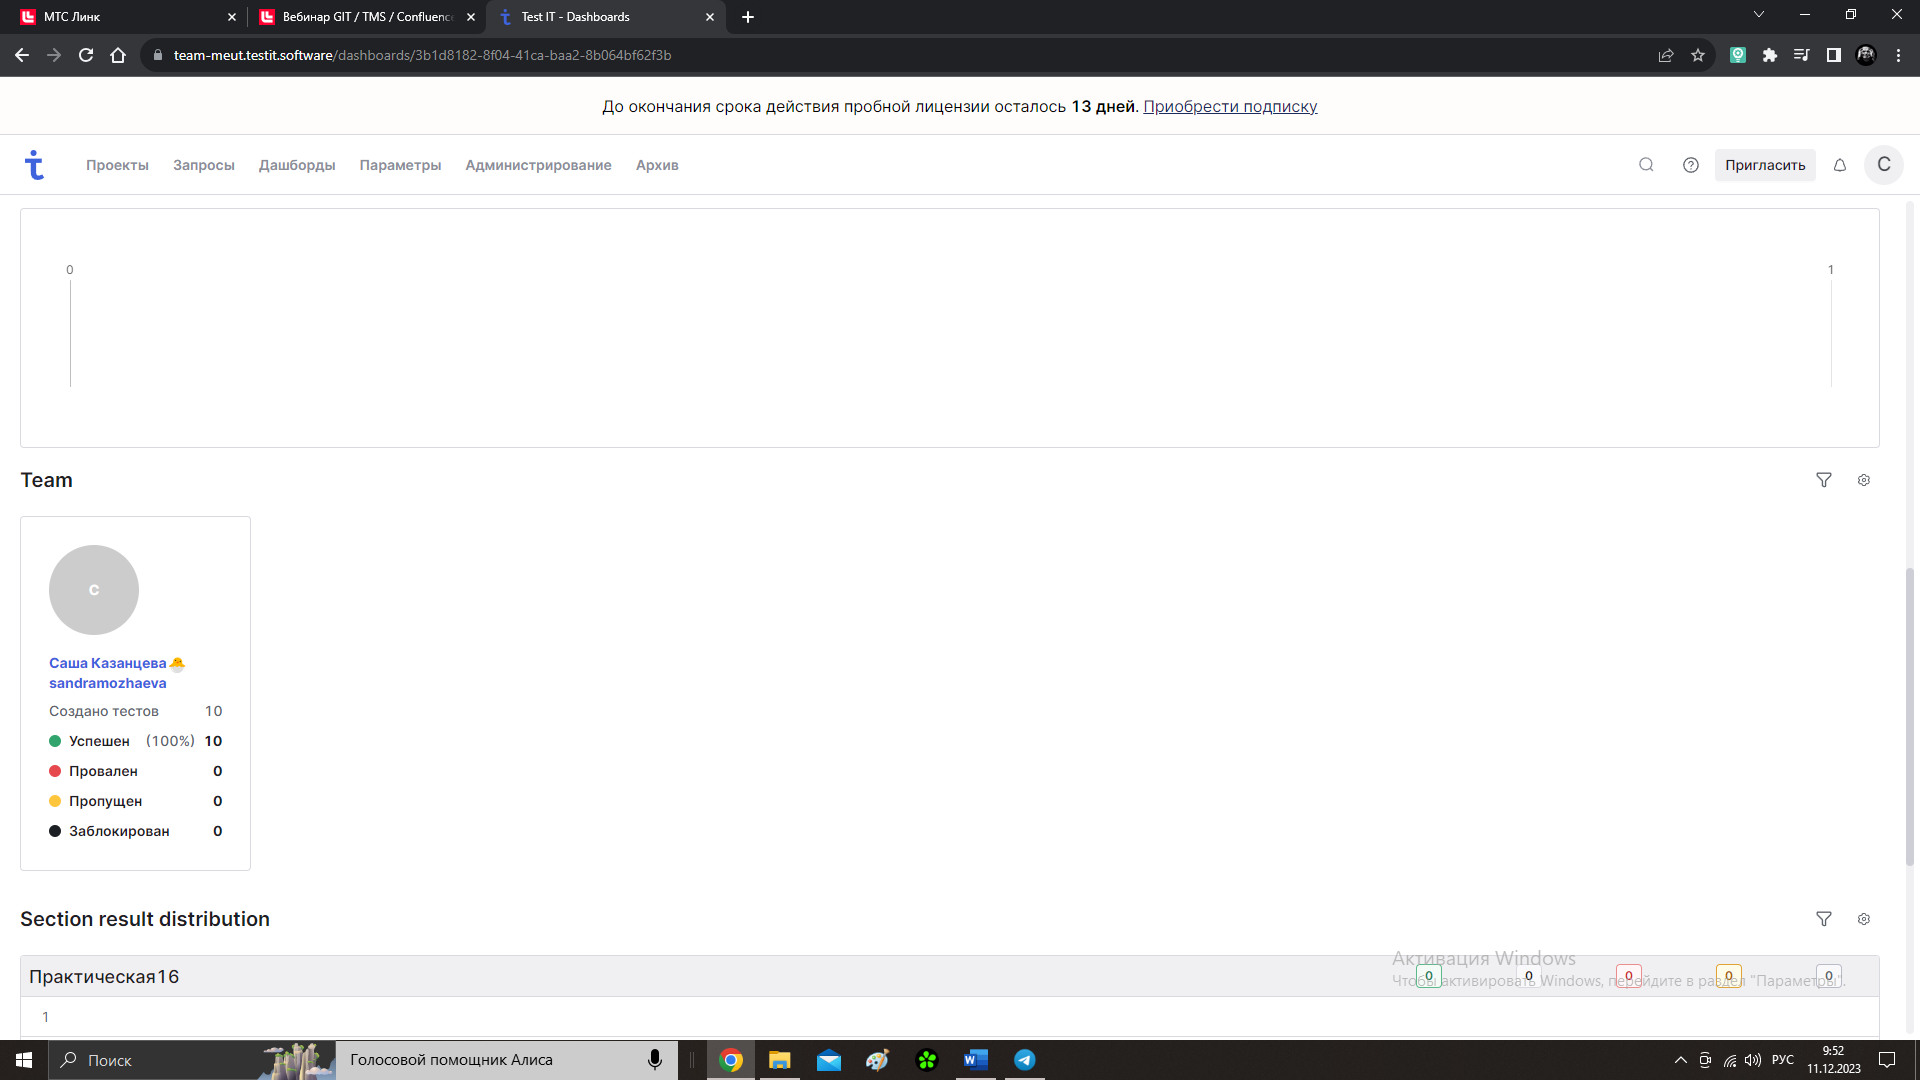 МТС Линк
Вебинар GIT / TMS / Confluence
Test IT - Dashboards
team-meut.testit.software/dashboards/3b1d8182-8f04-41ca-baa2-8b064bf62f3b
До окончания срока действия пробной лицензии осталось 13 дней. Приобрести подписку
Проекты Запросы Дашборды Параметры Администрирование Архив
Пригласить С
0 1
Team
С
Саша Казанцева🐣
sandramozhaeva
Создано тестов 10
Успешен (100%) 10
Провален 0
Пропущен 0
Заблокирован 0
Section result distribution
Практическая16 0 0 0 0 0
1
Активация Windows
Чтобы активировать Windows, перейдите в раздел "Параметры".
Поиск
Голосовой помощник Алиса
РУС
9:52
11.12.2023